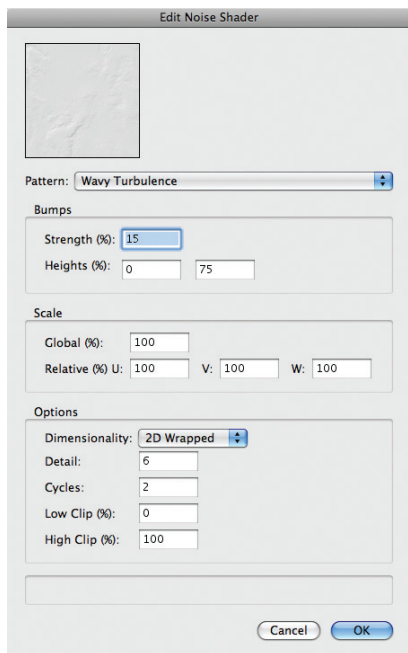 Edit Noise Shader
Pattern: Wavy Turbulence
Bumps
Strength (%): 15
Heights (%): 0 75
Scale
Global (%): 100
Relative (%) U: 100 V: 100 W: 100
Options
Dimensionality: 2D Wrapped
Detail: 6
Cycles: 2
Low Clip (%): 0
High Clip (%): 100
Cancel OK